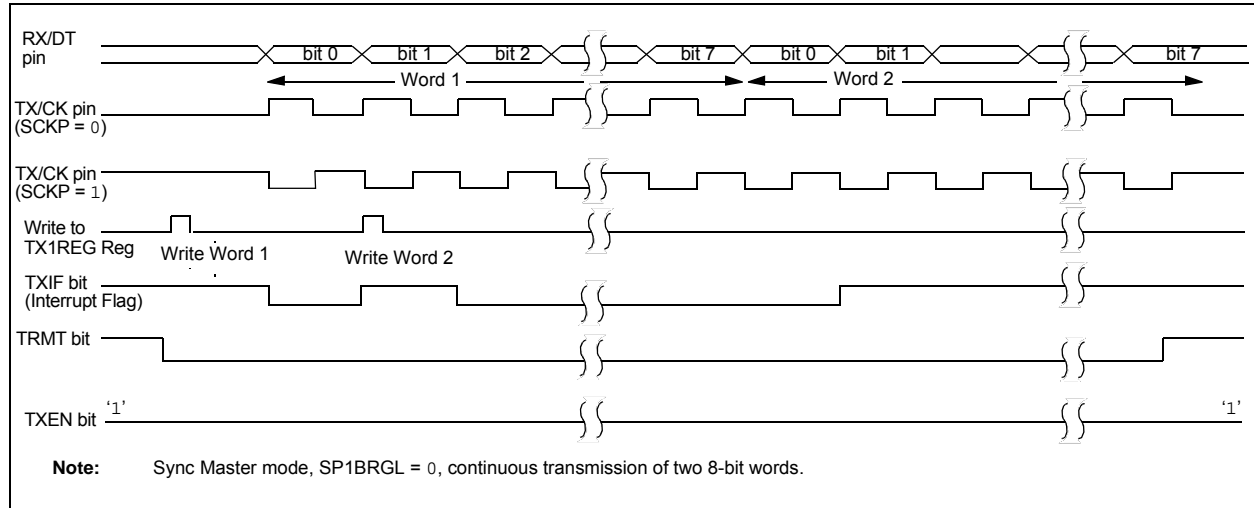 RX/DT
pin
bit 0 bit 1 bit 2 bit 7 bit 0 bit 1 bit 7
Word 1 Word 2
TX/CK pin
(SCKP = 0)
TX/CK pin
(SCKP = 1)
Write to
TX1REG Reg
Write Word 1 Write Word 2
TXIF bit
(Interrupt Flag)
TRMT bit
TXEN bit '1' '1'
Note: Sync Master mode, SP1BRGL = 0, continuous transmission of two 8-bit words.